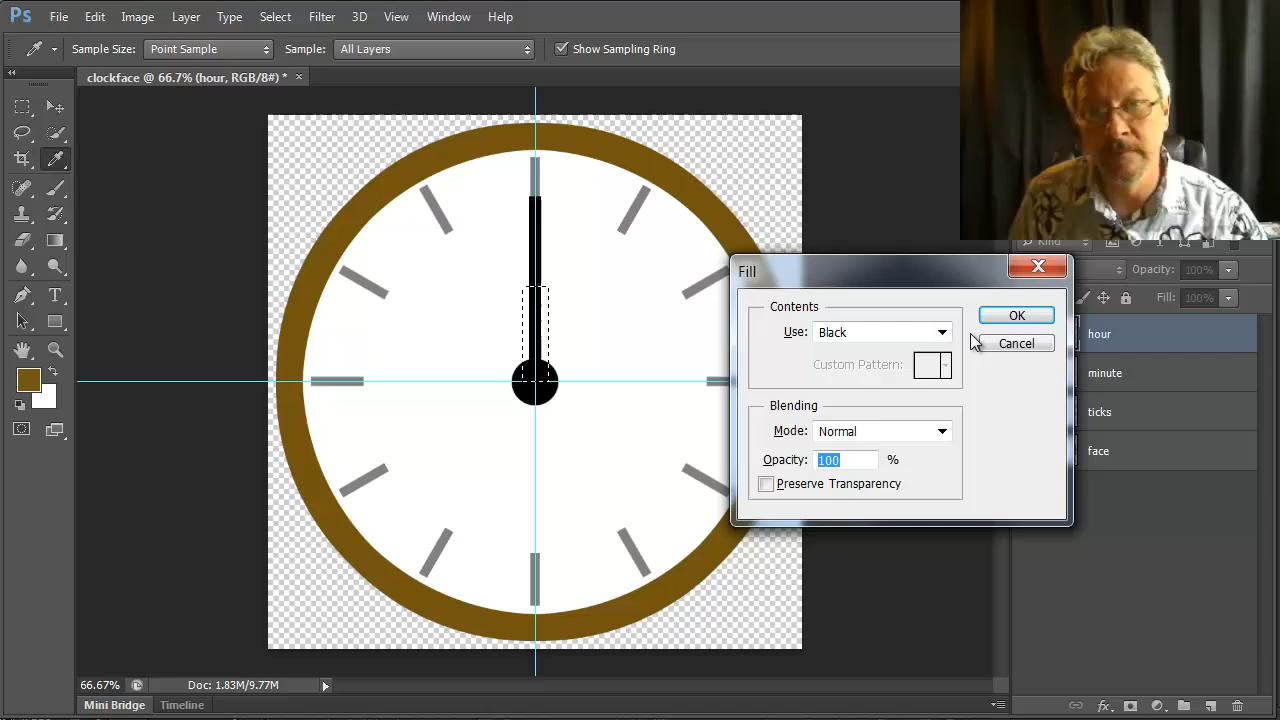 Ps File Edit Image Layer Type Select Filter 3D View Window Help
Sample Size: Point Sample Sample: All Layers Show Sampling Ring
clockface @ 66.7% (hour, RGB/8#) * ×
Kind
Opacity: 100%
Fill: 100%
Fill
Contents
Use: Black
Custom Pattern:
OK
Cancel
Blending
Mode: Normal
Opacity: 100 %
Preserve Transparency
hour
minute
ticks
face
66.67% Doc: 1.83M/9.77M
Mini Bridge Timeline